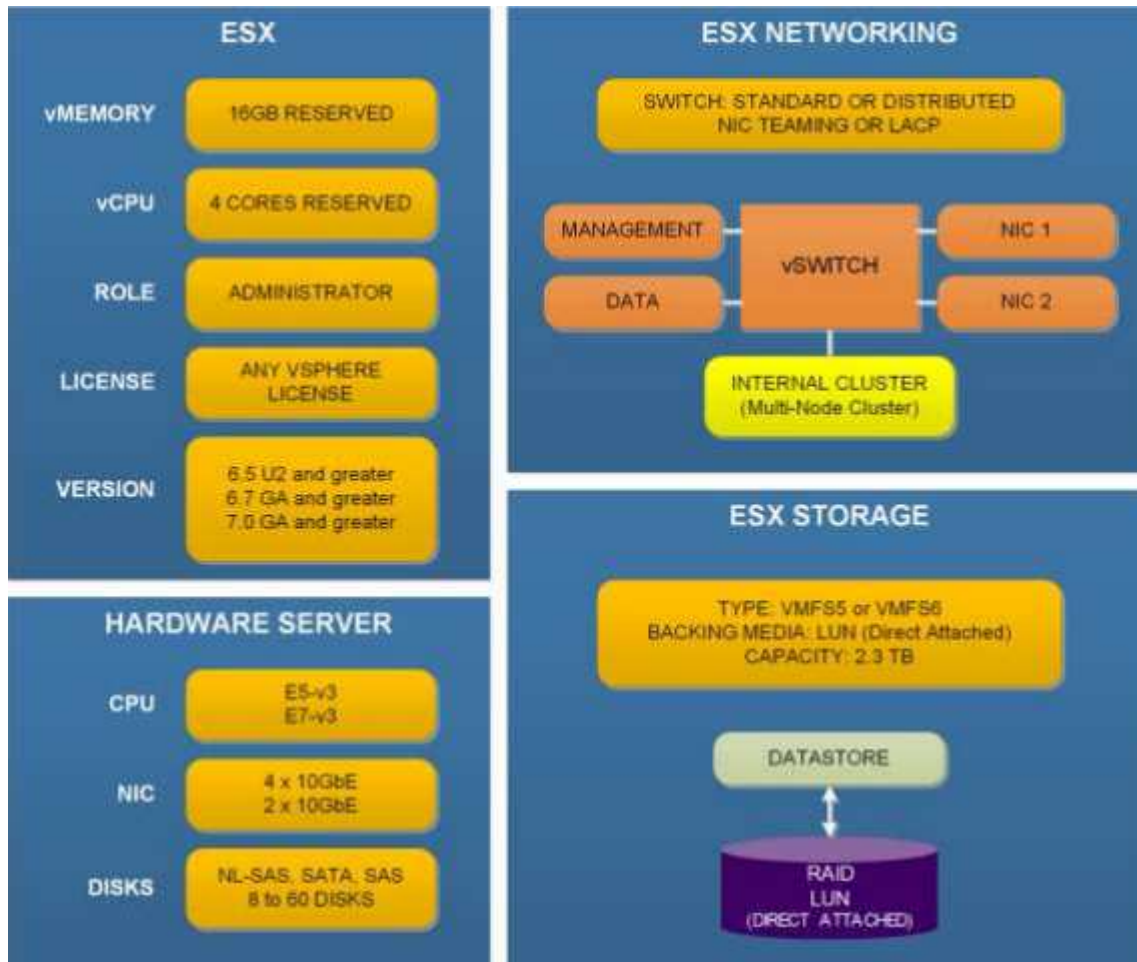 ESX
vMEMORY
16GB RESERVED
vCPU
4 CORES RESERVED
ROLE
ADMINISTRATOR
LICENSE
ANY VSPHERE
LICENSE
VERSION
6.5 U2 and greater
6.7 GA and greater
7.0 GA and greater
HARDWARE SERVER
CPU
E5-v3
E7-v3
NIC
4 x 10GbE
2 x 10GbE
DISKS
NL-SAS, SATA, SAS
8 to 60 DISKS
ESX NETWORKING
SWITCH: STANDARD OR DISTRIBUTED
NIC TEAMING OR LACP
MANAGEMENT
DATA
vSWITCH
NIC 1
NIC 2
INTERNAL CLUSTER
(Multi-Node Cluster)
ESX STORAGE
TYPE: VMFS5 or VMFS6
BACKING MEDIA: LUN (Direct Attached)
CAPACITY: 2.3 TB
DATASTORE
RAID
LUN
(DIRECT ATTACHED)